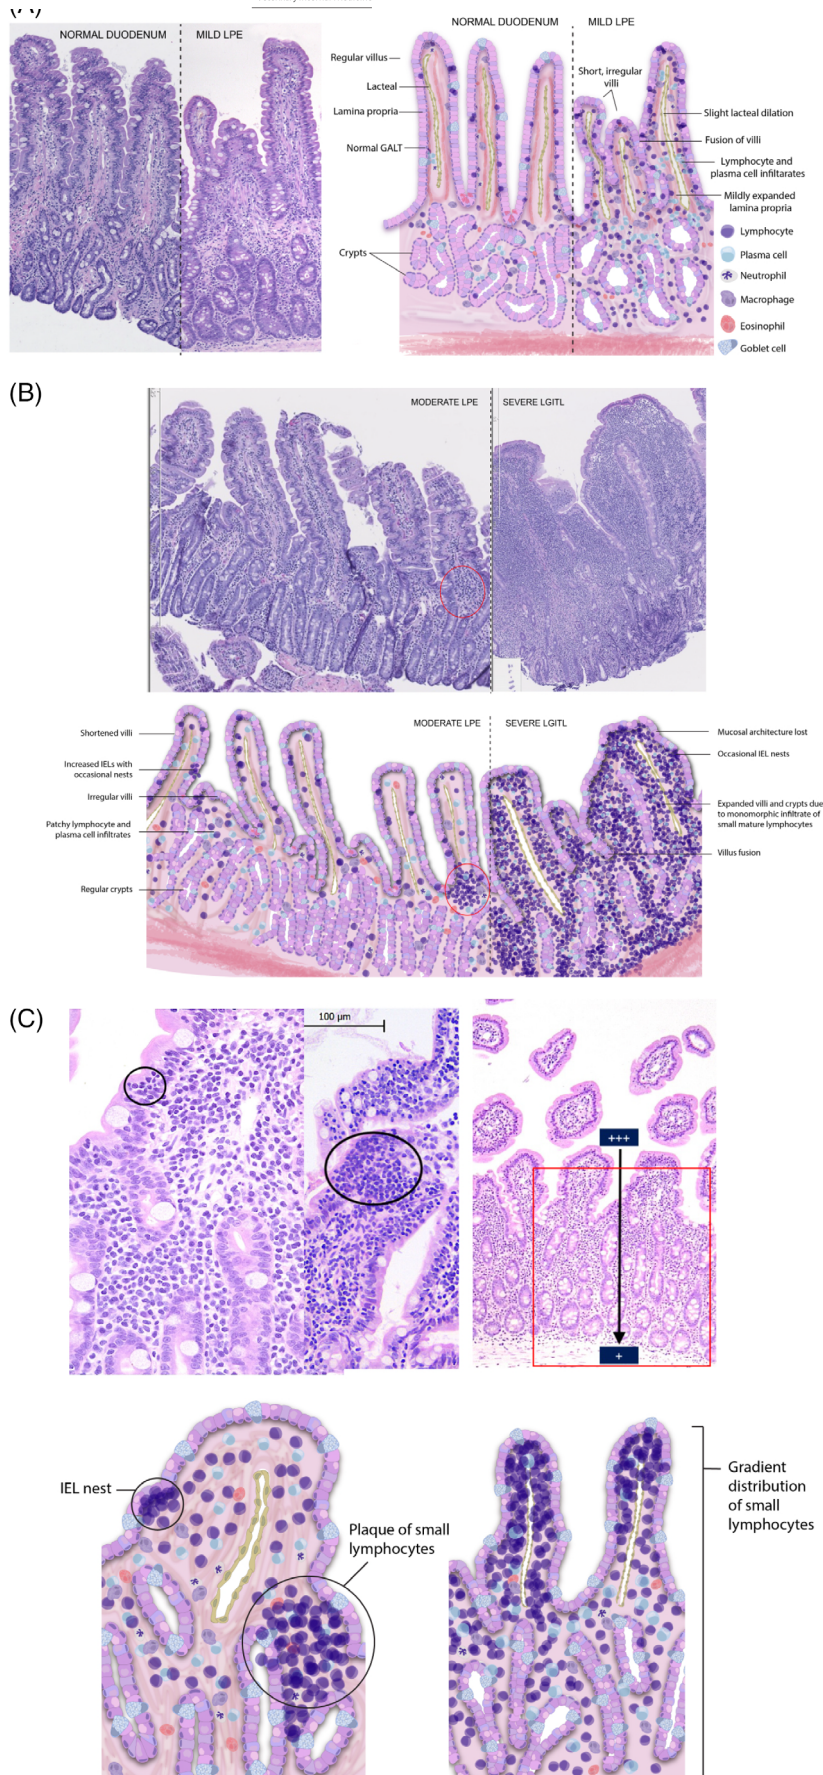 (A)
NORMAL DUODENUM
MILD LPE
NORMAL DUODENUM
MILD LPE
Regular villus
Lacteal
Lamina propria
Normal GALT
Crypts
Short, irregular
villi
Slight lacteal dilation
Fusion of villi
Lymphocyte and
plasma cell infiltarates
Mildly expanded
lamina propria
Lymphocyte
Plasma cell
Neutrophil
Macrophage
Eosinophil
Goblet cell
(B)
MODERATE LPE
SEVERE LGITL
MODERATE LPE
SEVERE LGITL
Shortened villi
Increased IELs with
occasional nests
Irregular villi
Patchy lymphocyte and
plasma cell infiltrates
Regular crypts
Mucosal architecture lost
Occasional IEL nests
Expanded villi and crypts due
to monomorphic infiltrate of
small mature lymphocytes
Villus fusion
(C)
100 µm
+++
+
IEL nest
Plaque of small
lymphocytes
Gradient
distribution
of small
lymphocytes